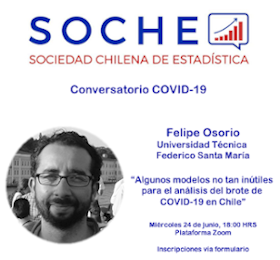 SOCHE
SOCIEDAD CHILENA DE ESTADÍSTICA
Conversatorio COVID-19
Felipe Osorio
Universidad Técnica
Federico Santa María
"Algunos modelos no tan inútiles
para el análisis del brote de
COVID-19 en Chile"
Miércoles 24 de junio, 18:00 HRS
Plataforma Zoom
Inscripciones vía formulario